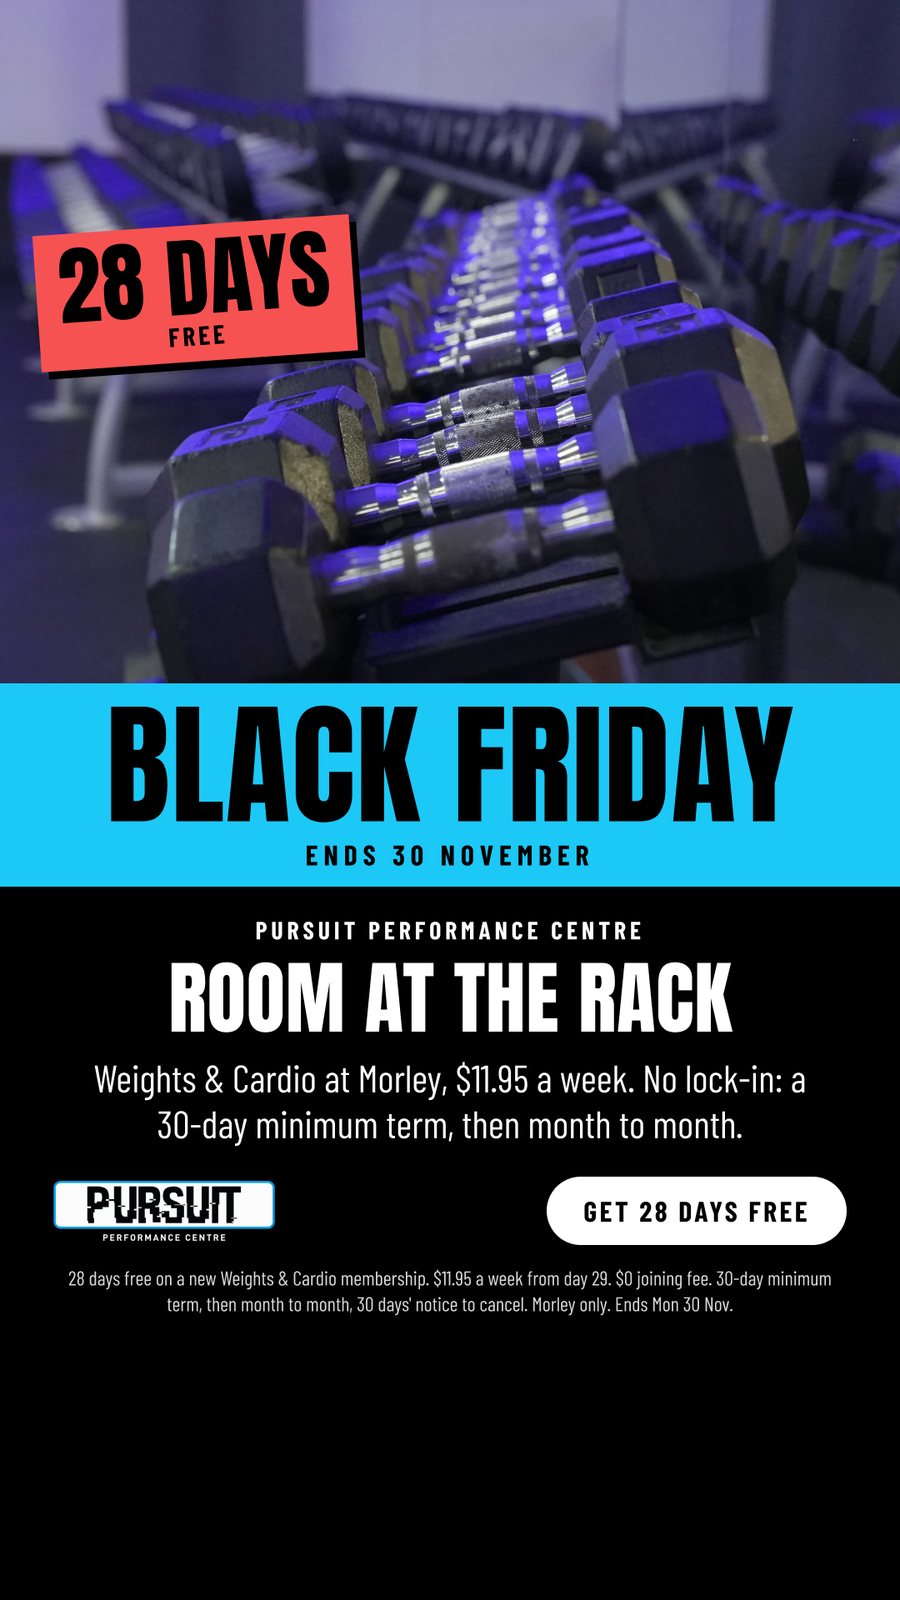 28 DAYS
FREE
BLACK FRIDAY
ENDS 30 NOVEMBER
PURSUIT PERFORMANCE CENTRE
ROOM AT THE RACK
Weights & Cardio at Morley, $11.95 a week. No lock-in: a
30-day minimum term, then month to month.
PURSUIT
PERFORMANCE CENTRE
GET 28 DAYS FREE
28 days free on a new Weights & Cardio membership. $11.95 a week from day 29. $0 joining fee. 30-day minimum
term, then month to month, 30 days' notice to cancel. Morley only. Ends Mon 30 Nov.